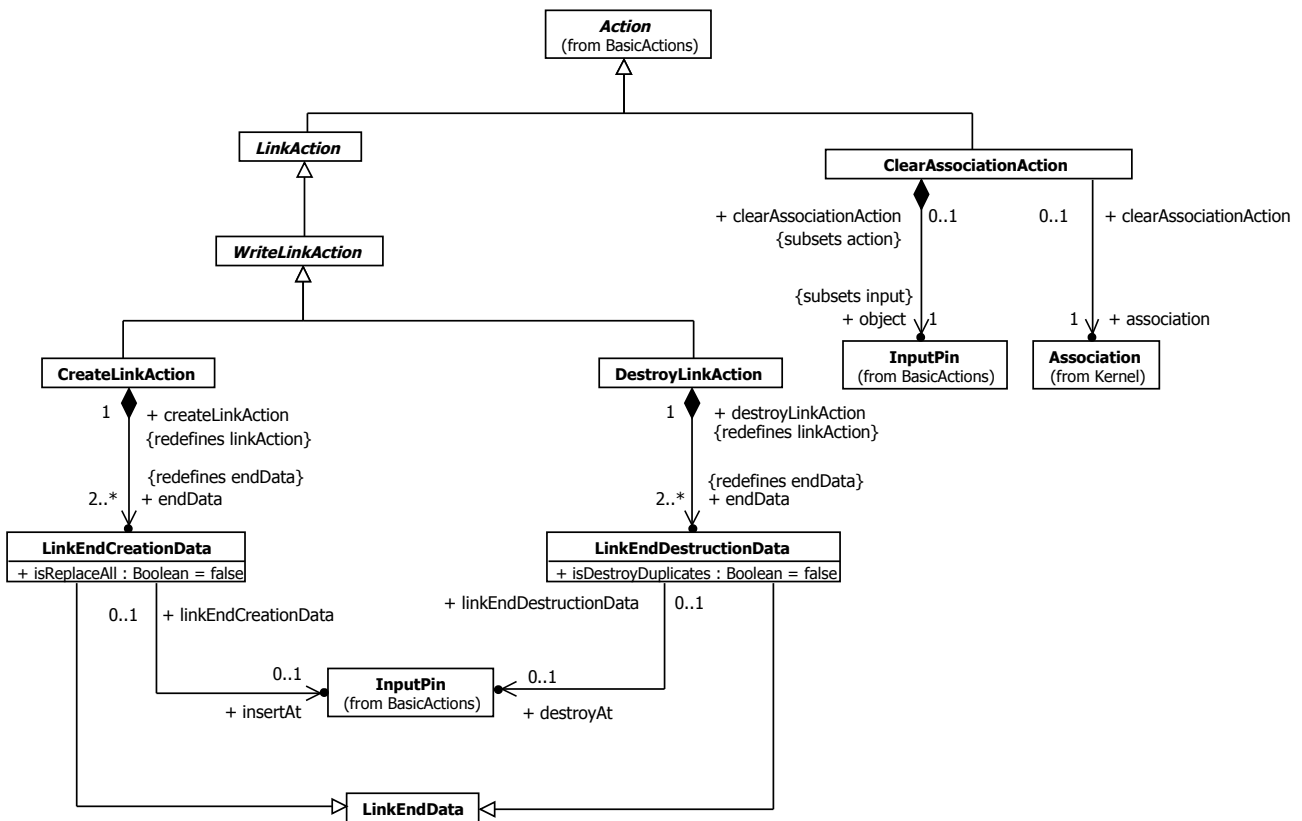 Action
(from BasicActions)
LinkAction
ClearAssociationAction
+ clearAssociationAction
0..1
0..1
+ clearAssociationAction
{subsets action}
WriteLinkAction
{subsets input}
+ object
1
1
+ association
InputPin
(from BasicActions)
Association
(from Kernel)
CreateLinkAction
DestroyLinkAction
1
+ createLinkAction
{redefines linkAction}
1
+ destroyLinkAction
{redefines linkAction}
{redefines endData}
2..*
+ endData
{redefines endData}
2..*
+ endData
LinkEndCreationData
+ isReplaceAll : Boolean = false
LinkEndDestructionData
+ isDestroyDuplicates : Boolean = false
0..1
+ linkEndCreationData
+ linkEndDestructionData
0..1
0..1
0..1
InputPin
(from BasicActions)
+ insertAt
+ destroyAt
LinkEndData